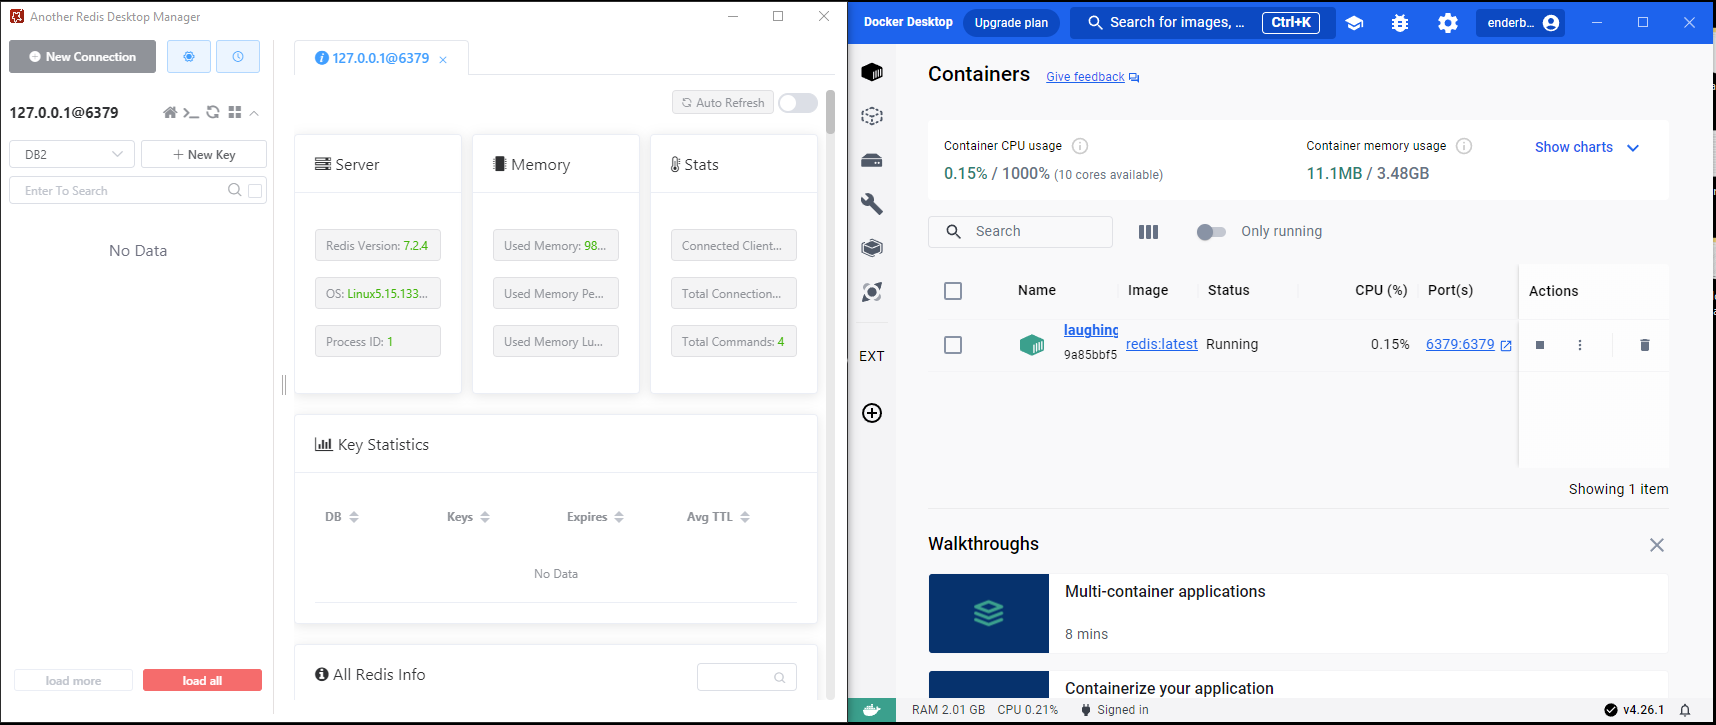 Another Redis Desktop Manager
New Connection
127.0.0.1@6379
DB2
New Key
Enter To Search
No Data
load more
load all
127.0.0.1@6379
Auto Refresh
Server
Redis Version: 7.2.4
OS: Linux5.15.133...
Process ID: 1
Memory
Used Memory: 98...
Used Memory Pe...
Used Memory Lu...
Stats
Connected Client...
Total Connection...
Total Commands: 4
Key Statistics
DB Keys Expires Avg TTL
No Data
All Redis Info
Docker Desktop
Upgrade plan
Search for images, ...
Ctrl+K
enderb...
Containers
Give feedback
Container CPU usage
0.15% / 1000% (10 cores available)
Container memory usage
11.1MB / 3.48GB
Show charts
Search
Only running
Name Image Status CPU (%) Port(s) Actions
laughing
9a85bbf5
redis:latest Running 0.15% 6379:6379
EXT
Showing 1 item
Walkthroughs
Multi-container applications
8 mins
Containerize your application
RAM 2.01 GB CPU 0.21% Signed in
v4.26.1